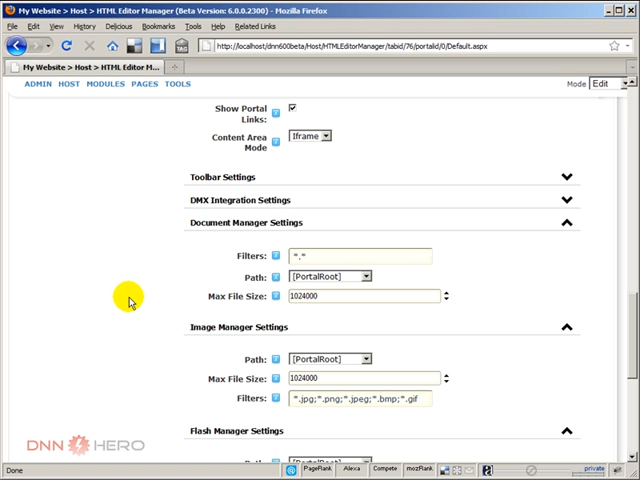 My Website > Host > HTML Editor Manager (Beta Version: 6.0.0.2300) - Mozilla Firefox
File Edit View History Delicious Bookmarks Tools Help Related Links
http://localhost/dnn600beta/Host/HTMLEditorManager/tabid/76/portalid/0/Default.aspx
My Website > Host > HTML Editor M...
ADMIN HOST MODULES PAGES TOOLS Mode Edit
Show Portal
Links:
Content Area Iframe
Mode
Toolbar Settings
DMX Integration Settings
Document Manager Settings
Filters: *.*
Path: [PortalRoot]
Max File Size: 1024000
Image Manager Settings
Path: [PortalRoot]
Max File Size: 1024000
Filters: *.jpg;*.png;*.jpeg;*.bmp;*.gif
DNN HERO
Flash Manager Settings
Done PageRank Alexa Compete mozRank private